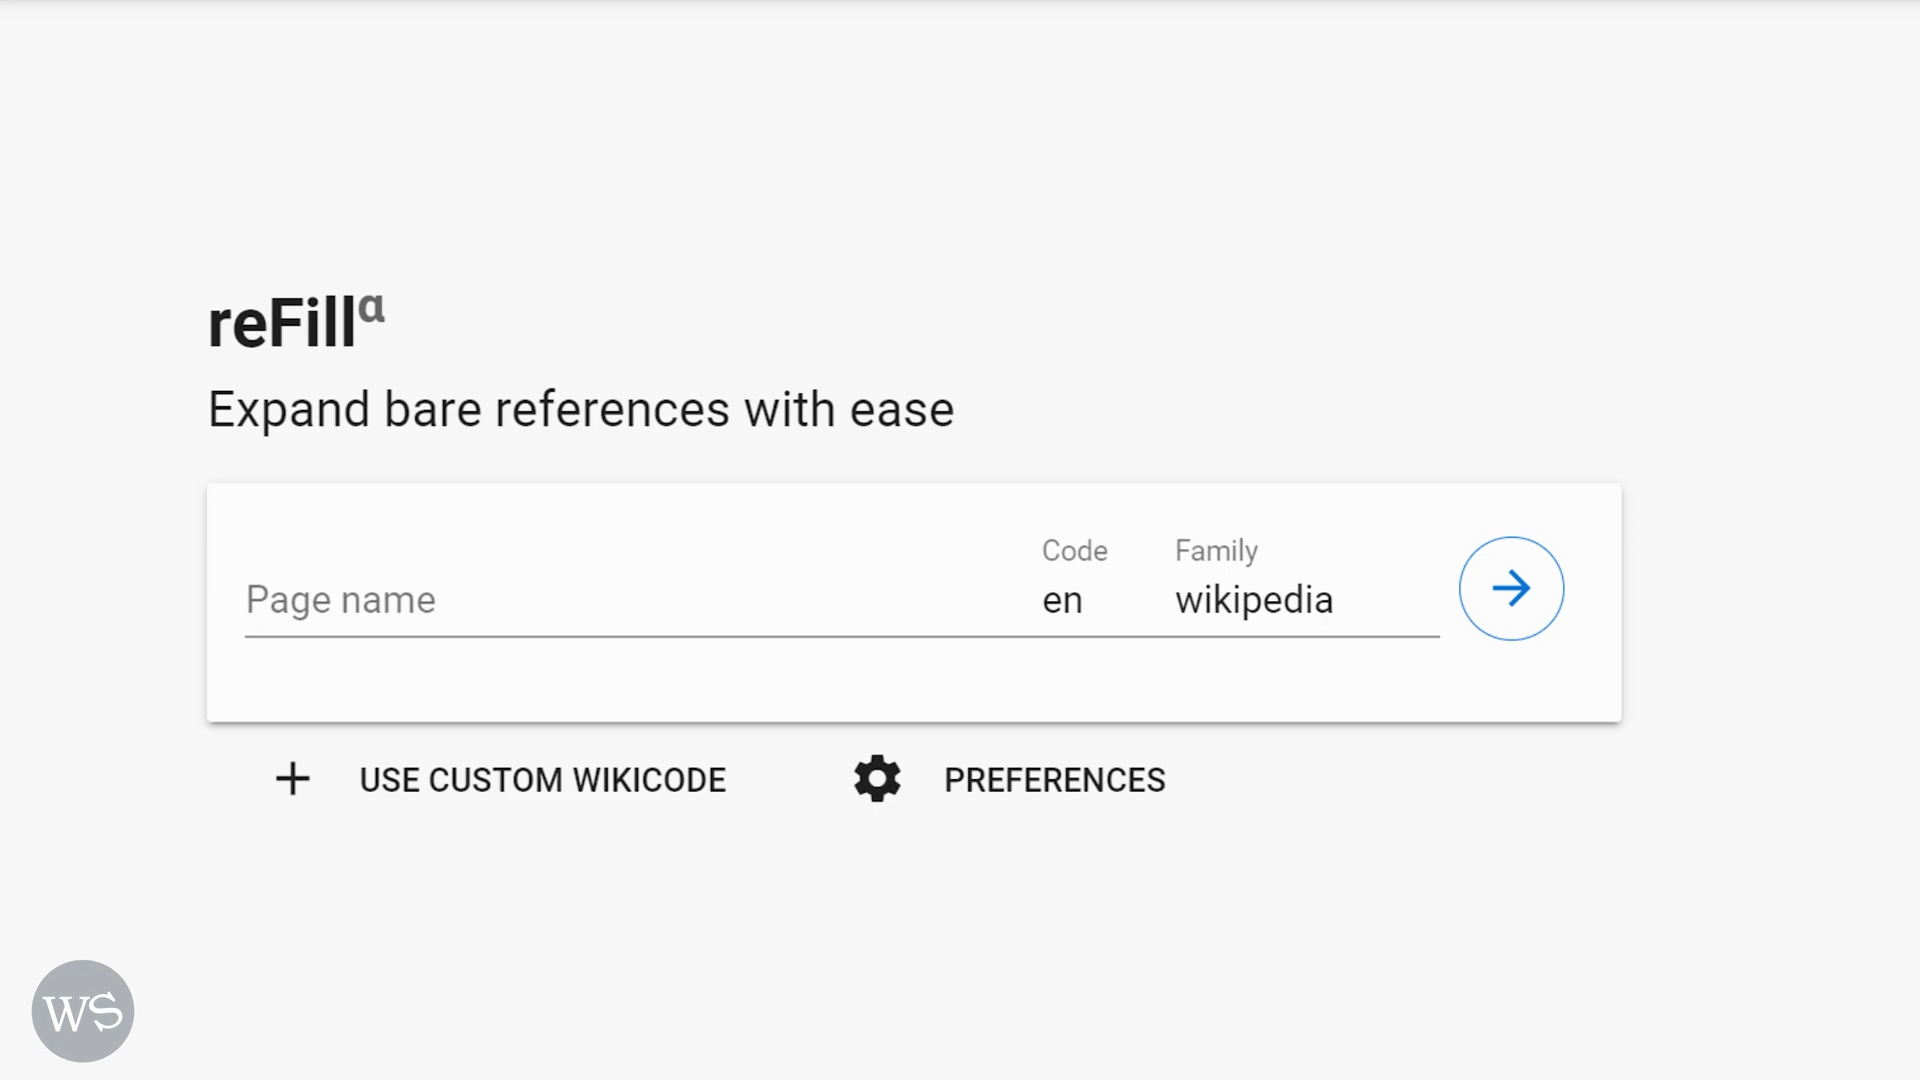 reFillα
Expand bare references with ease
Code Family
Page name en wikipedia
USE CUSTOM WIKICODE PREFERENCES
WS